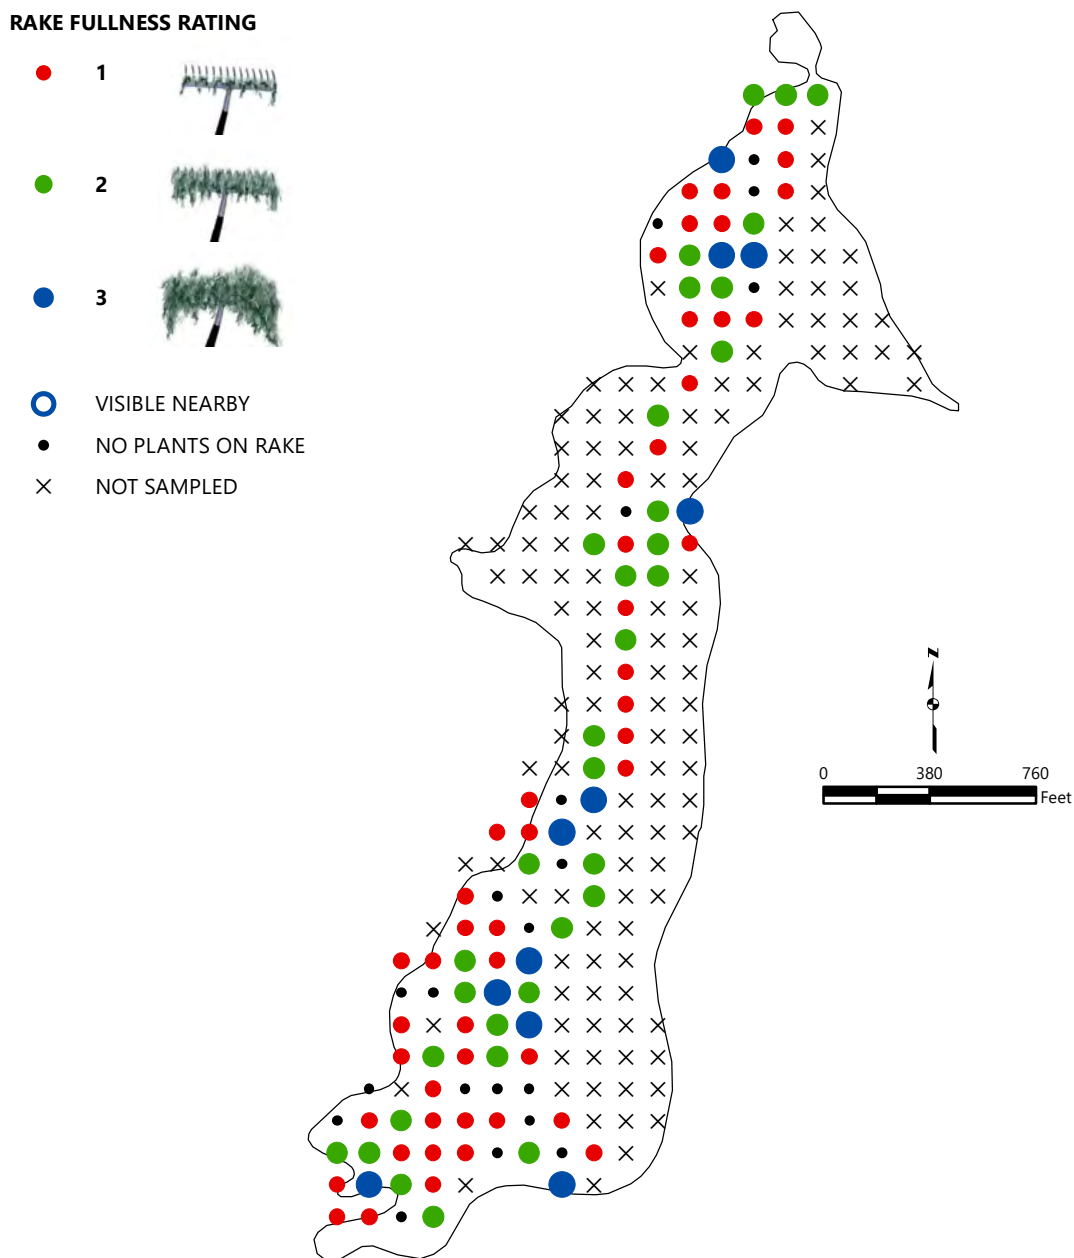 RAKE FULLNESS RATING
1
2
3
VISIBLE NEARBY
NO PLANTS ON RAKE
NOT SAMPLED
N
0 380 760
Feet